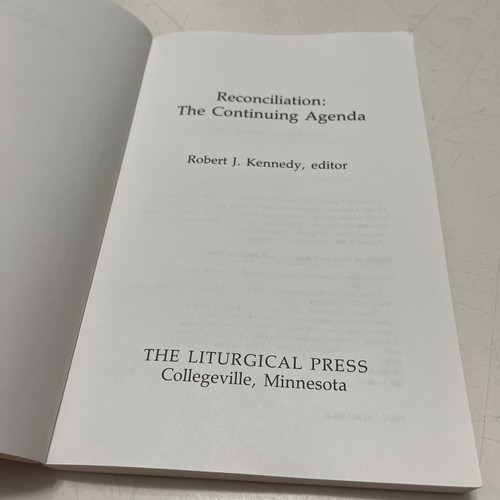 Reconciliation:
The Continuing Agenda
Robert J. Kennedy, editor
THE LITURGICAL PRESS
Collegeville, Minnesota